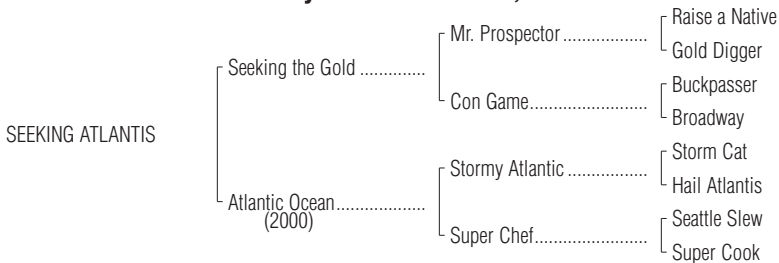 Raise a Native
Mr. Prospector
Gold Digger
Seeking the Gold
Buckpasser
Con Game
Broadway
SEEKING ATLANTIS
Storm Cat
Stormy Atlantic
Hail Atlantis
Atlantic Ocean
(2000)
Seattle Slew
Super Chef
Super Cook